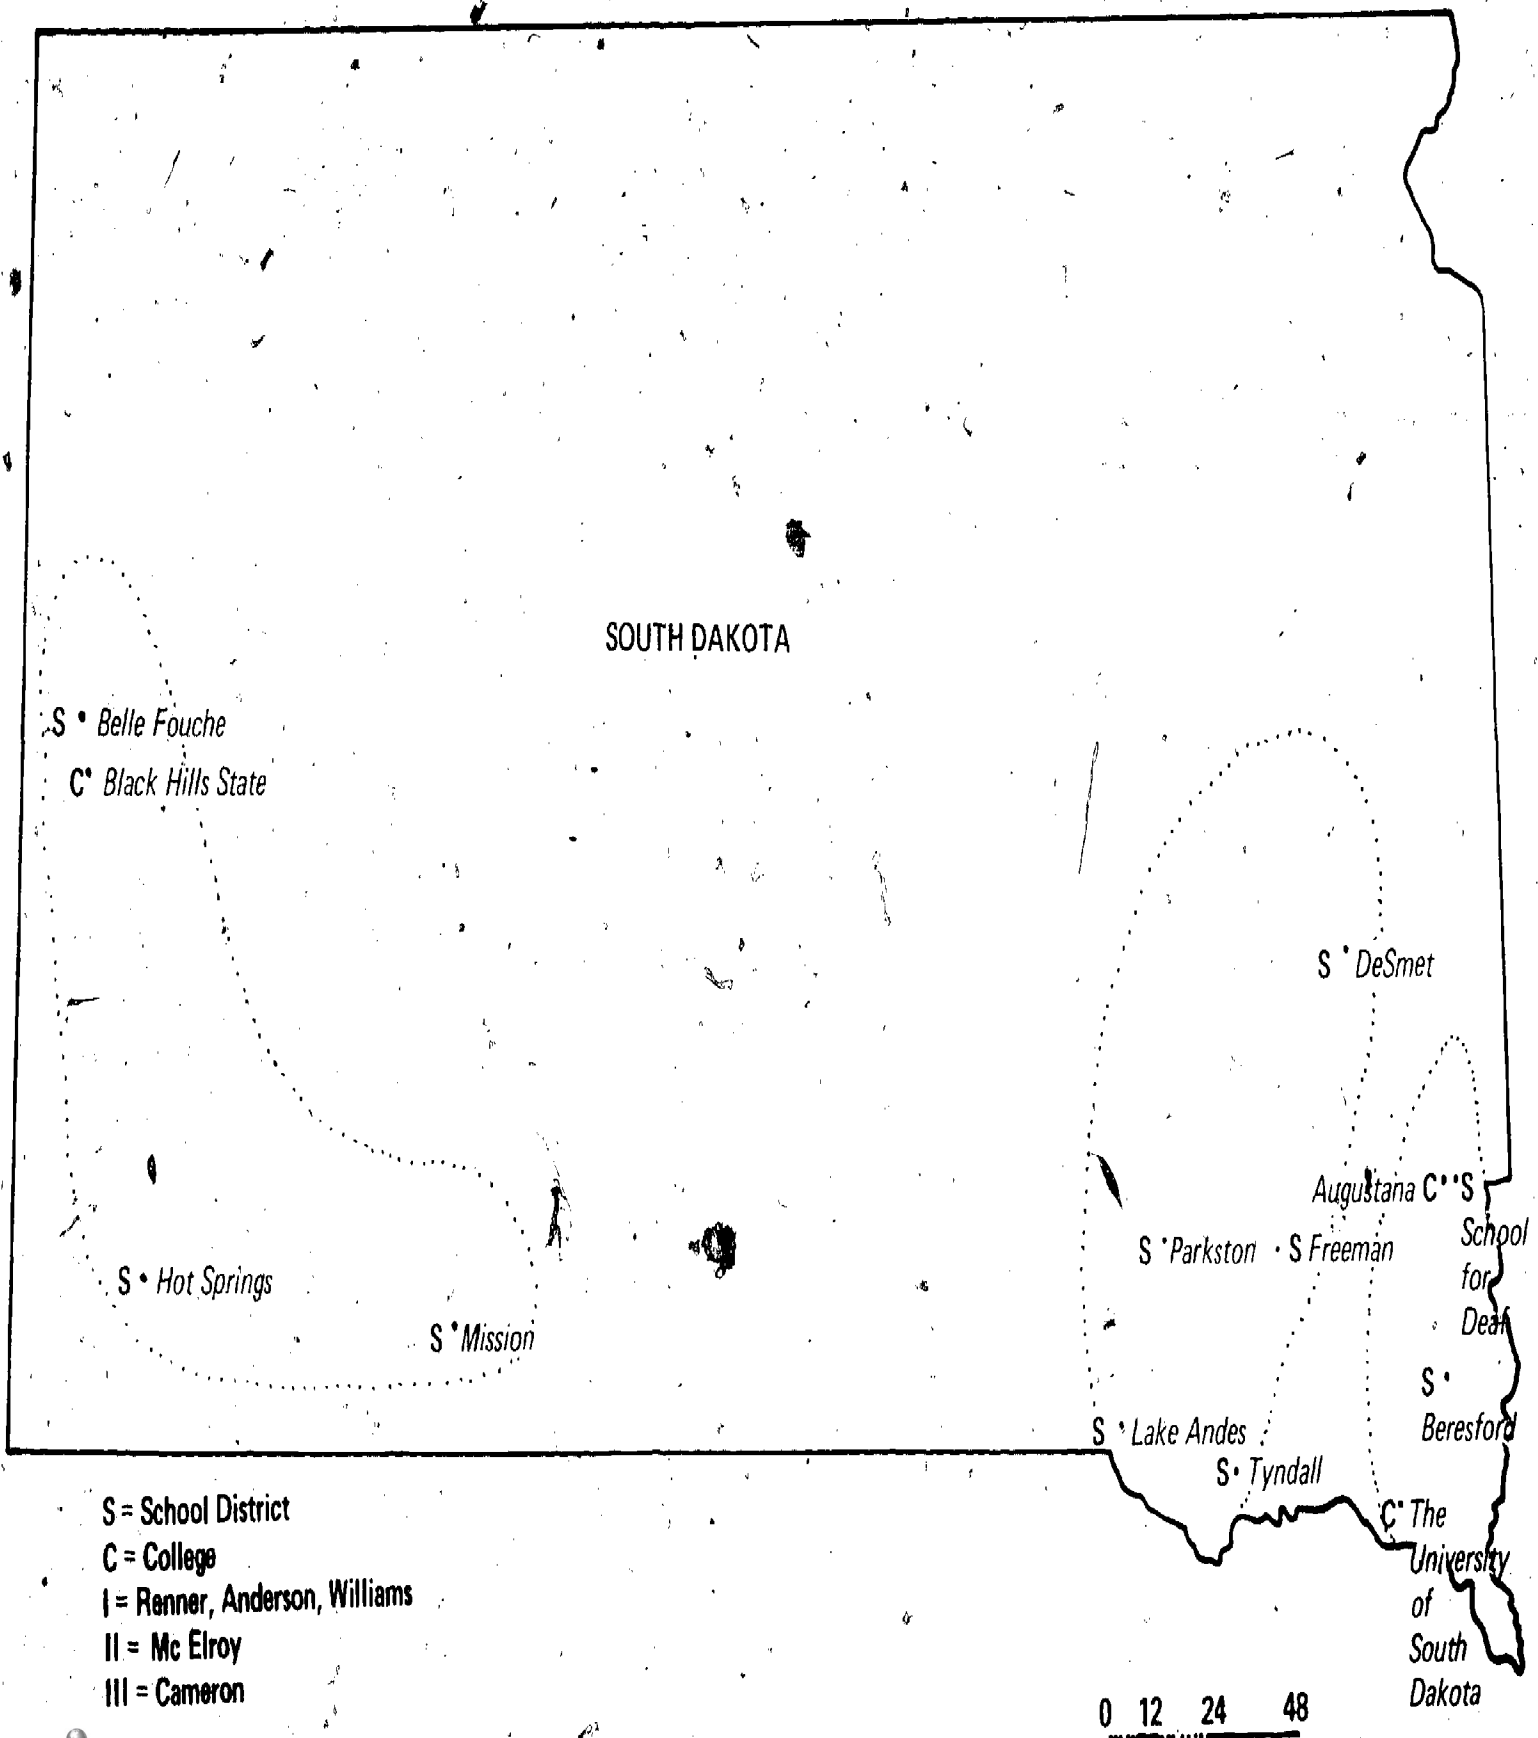 SOUTH DAKOTA
S • Belle Fouche
C• Black Hills State
S • DeSmet
Augustana C• •S
School
for
Deaf
S • Parkston
• S Freeman
S • Hot Springs
S • Mission
S •
Beresford
S • Lake Andes
S • Tyndall
C• The
University
of
South
Dakota
S = School District
C = College
I = Renner, Anderson, Williams
II = Mc Elroy
III = Cameron
0 12 24 48